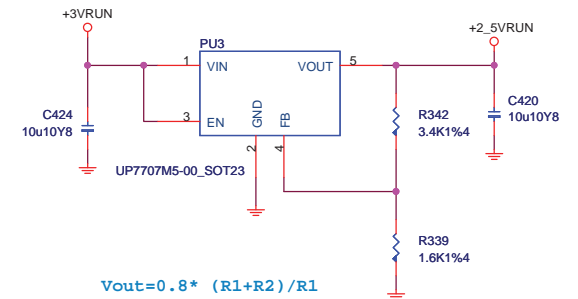 +3VRUN
+2_5VRUN
PU3
1
VIN
VOUT
5
C424
10u10Y8
3
EN
GND
FB
2
4
R342
3.4K1%4
C420
10u10Y8
UP7707M5-00_SOT23
R339
1.6K1%4
Vout=0.8* (R1+R2)/R1